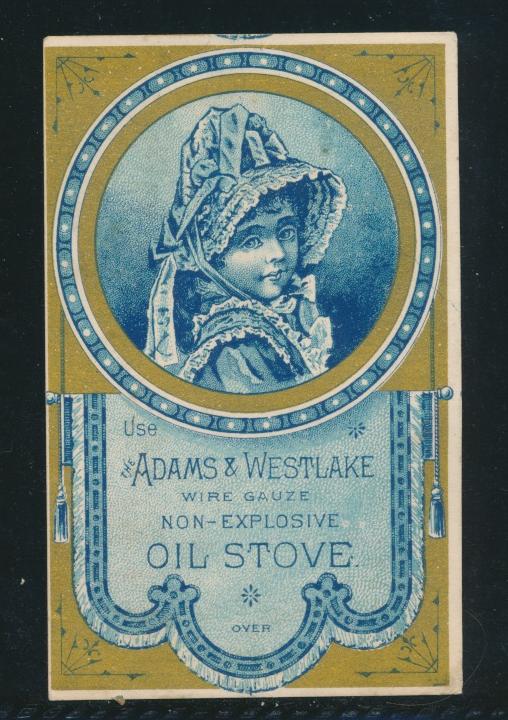 Use
the ADAMS & WESTLAKE
WIRE GAUZE
NON-EXPLOSIVE
OIL STOVE.
OVER